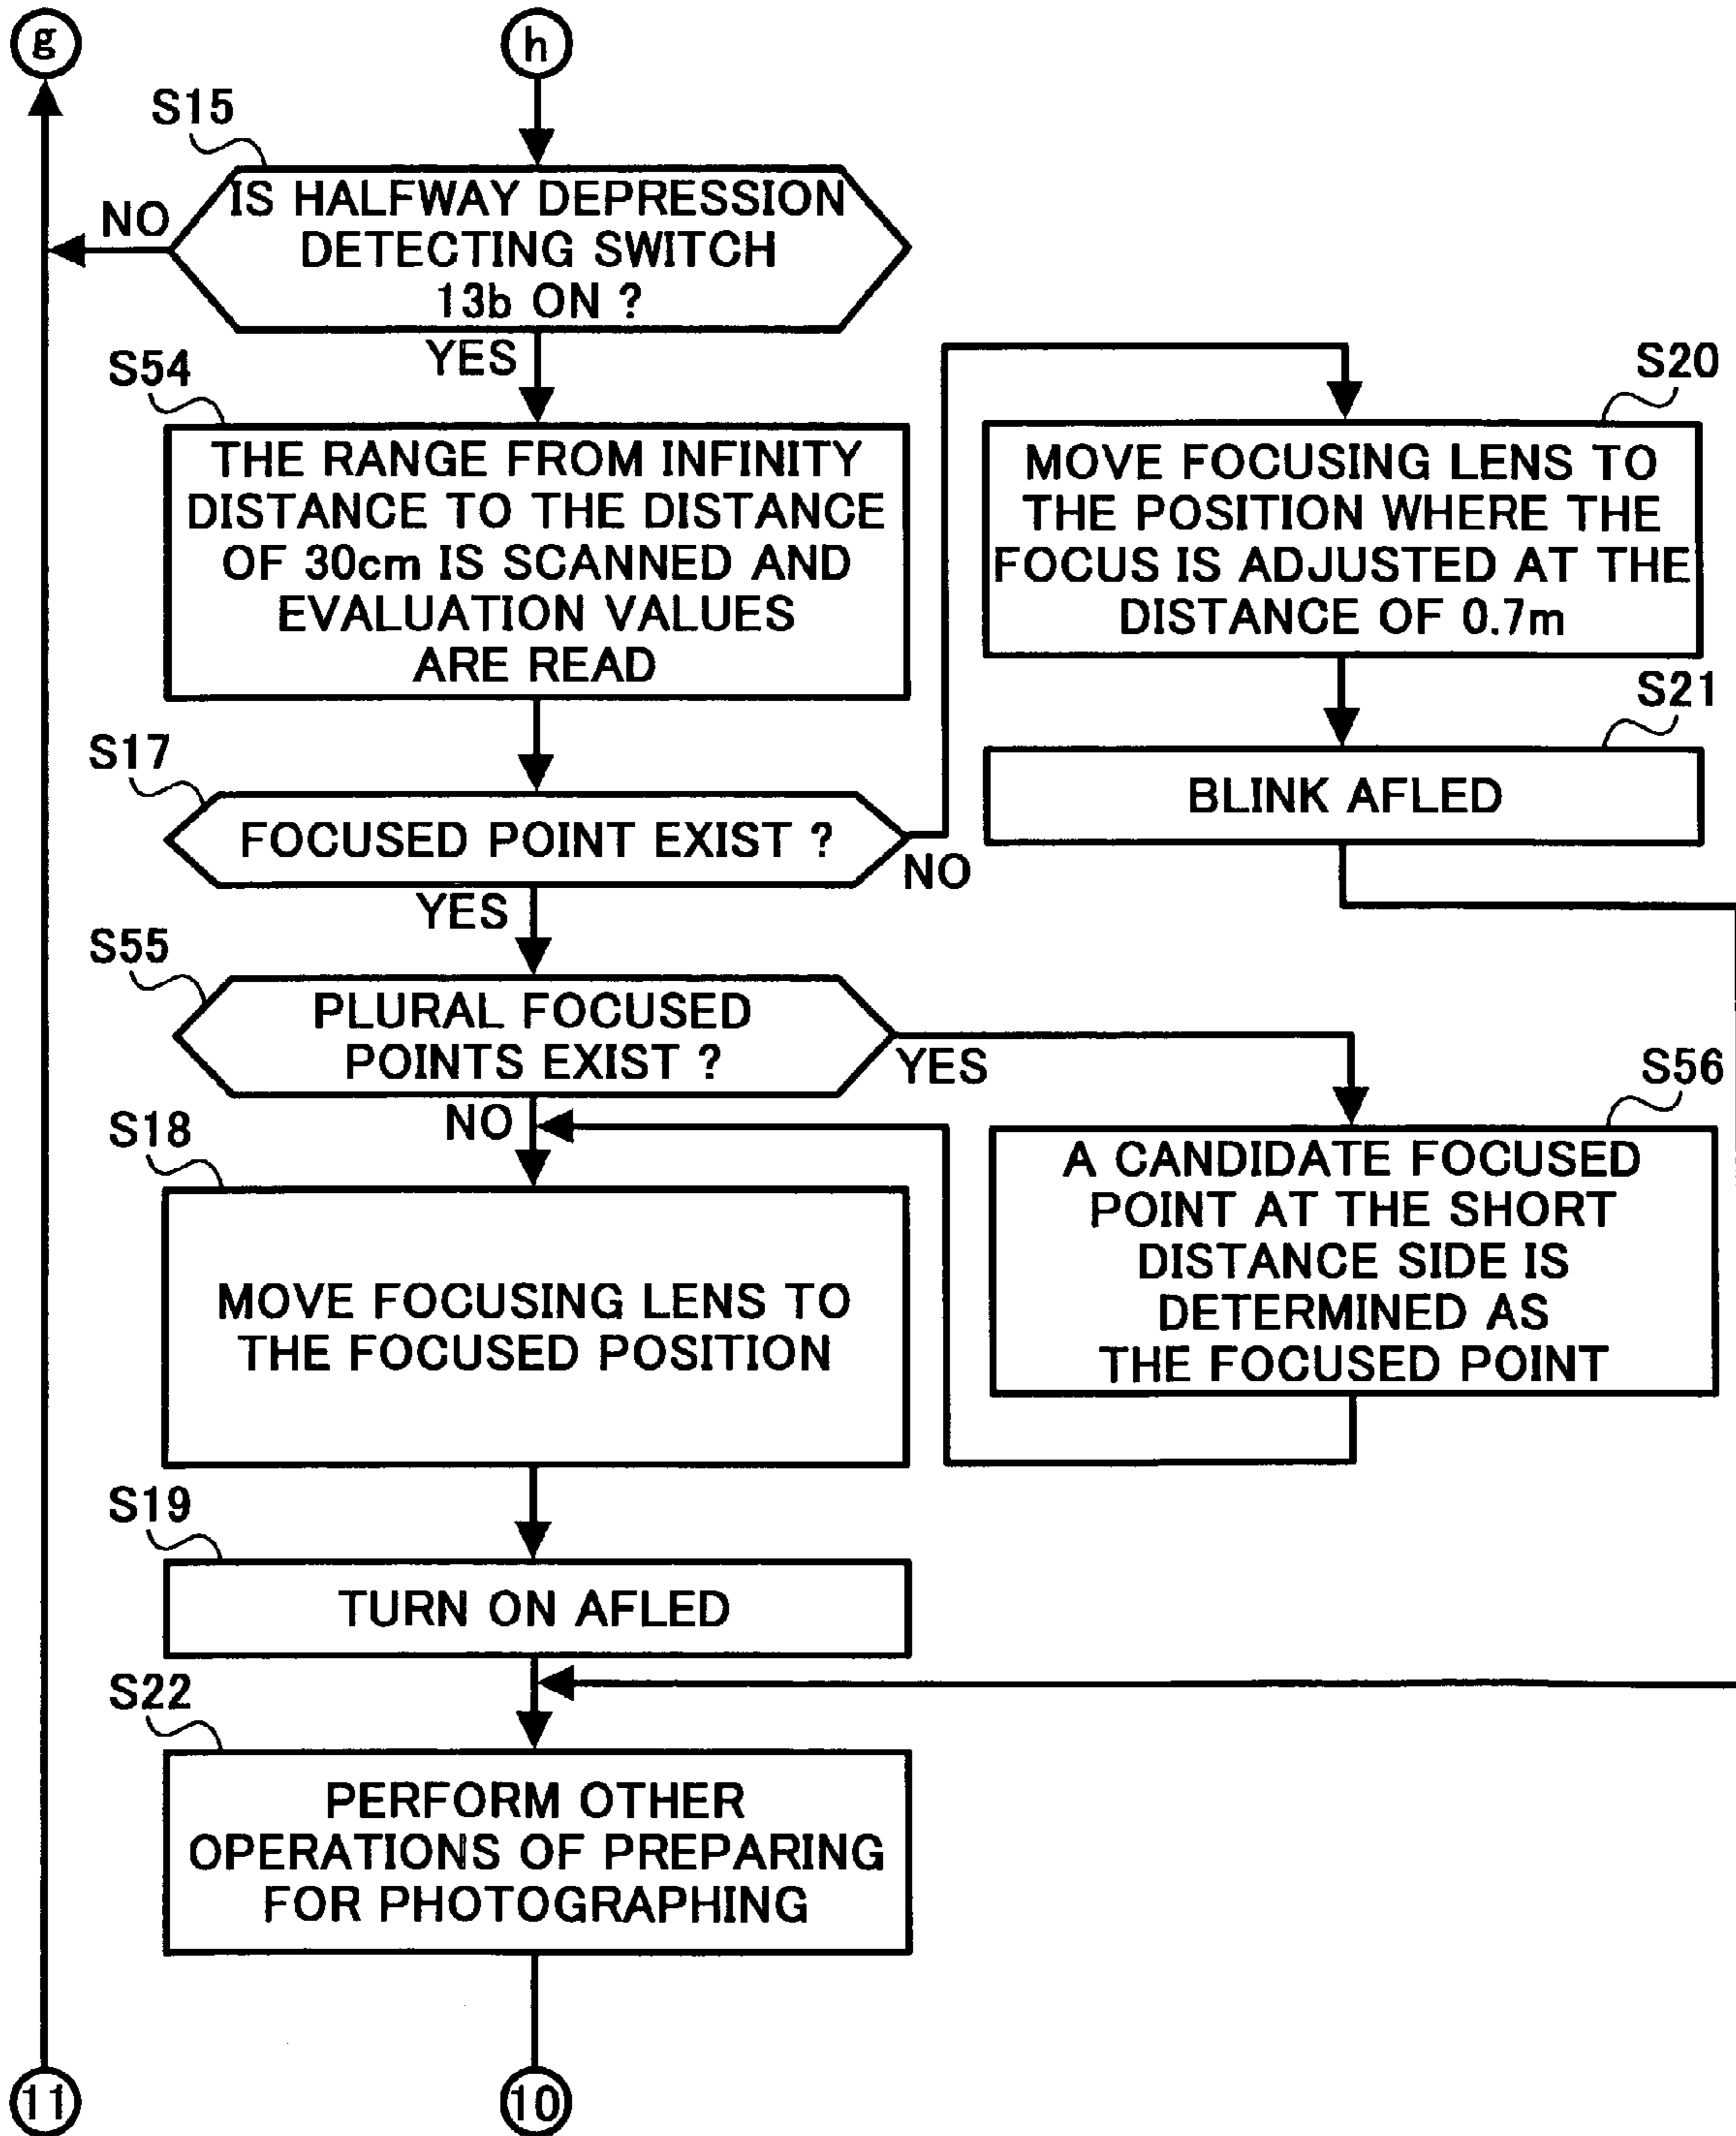 g
h
S15
IS HALFWAY DEPRESSION
DETECTING SWITCH
13b ON ?
NO
YES
S54
THE RANGE FROM INFINITY
DISTANCE TO THE DISTANCE
OF 30cm IS SCANNED AND
EVALUATION VALUES
ARE READ
S20
MOVE FOCUSING LENS TO
THE POSITION WHERE THE
FOCUS IS ADJUSTED AT THE
DISTANCE OF 0.7m
S21
BLINK AFLED
S17
FOCUSED POINT EXIST ?
NO
YES
S55
PLURAL FOCUSED
POINTS EXIST ?
YES
NO
S56
A CANDIDATE FOCUSED
POINT AT THE SHORT
DISTANCE SIDE IS
DETERMINED AS
THE FOCUSED POINT
S18
MOVE FOCUSING LENS TO
THE FOCUSED POSITION
S19
TURN ON AFLED
S22
PERFORM OTHER
OPERATIONS OF PREPARING
FOR PHOTOGRAPHING
11
10